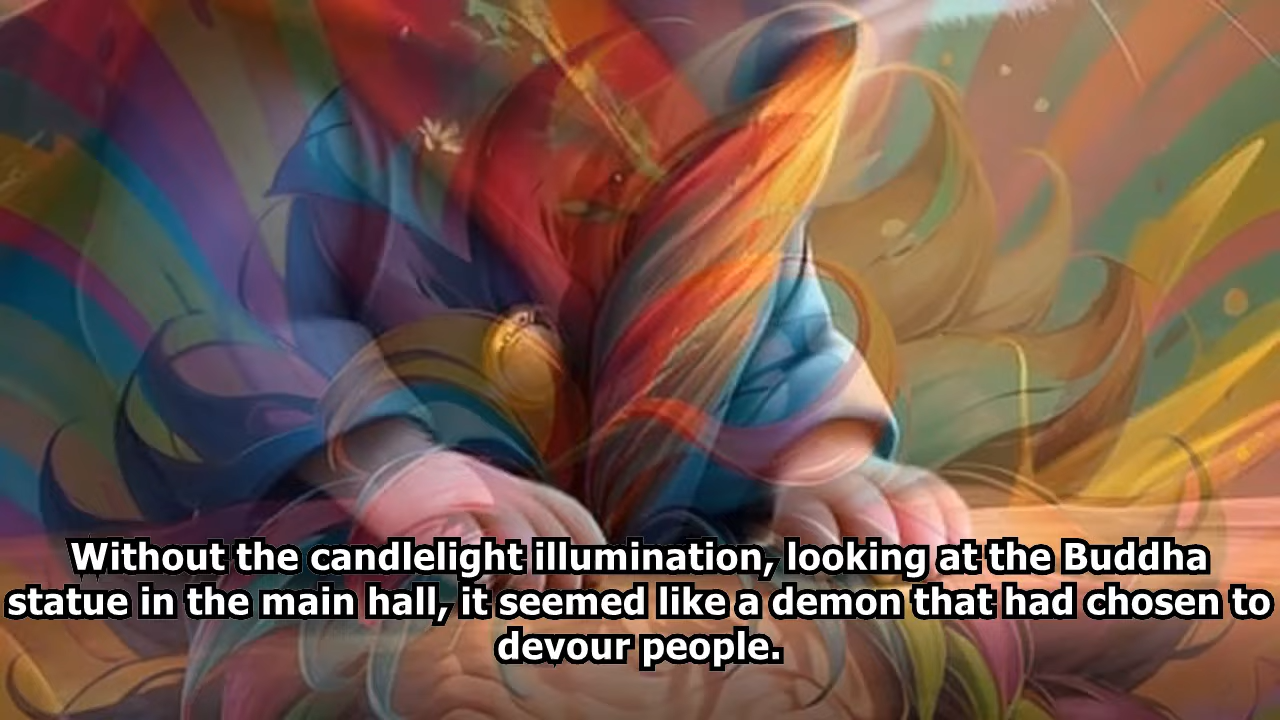 Without the candlelight illumination, looking at the Buddha
statue in the main hall, it seemed like a demon that had chosen to
devour people.